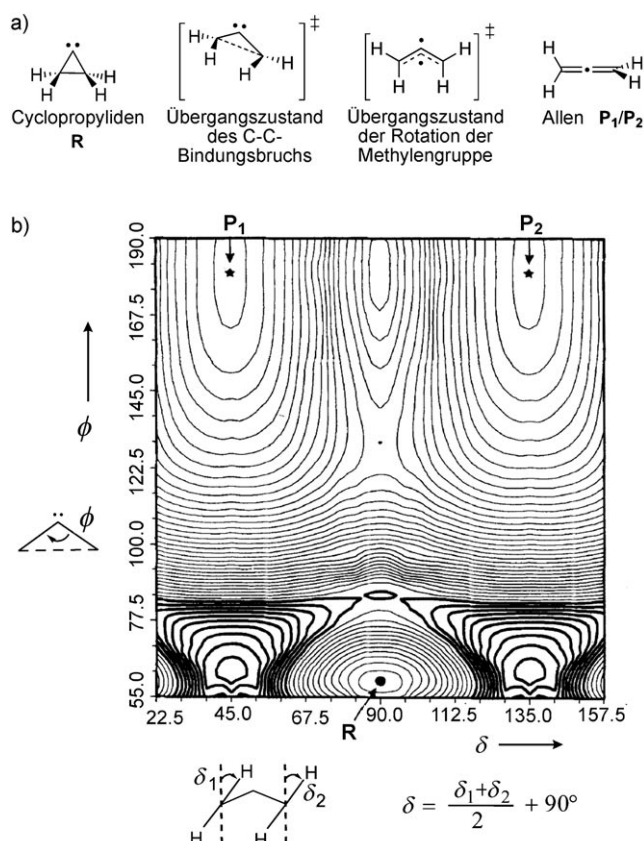 a)
H H H H
Cyclopropyliden
R
‡
H H H H
Übergangszustand
des C-C-
Bindungsbruchs
‡
H H H H
Übergangszustand
der Rotation der
Methylengruppe
H H H H
Allen P₁/P₂
b)
P₁ P₂
190.0
167.5
145.0
122.5
100.0
77.5
55.0
ϕ
ϕ
22.5 45.0 67.5 90.0 112.5 135.0 157.5
R
δ
δ₁ H H
δ₂
H H
δ = δ₁+δ₂ / 2 + 90°